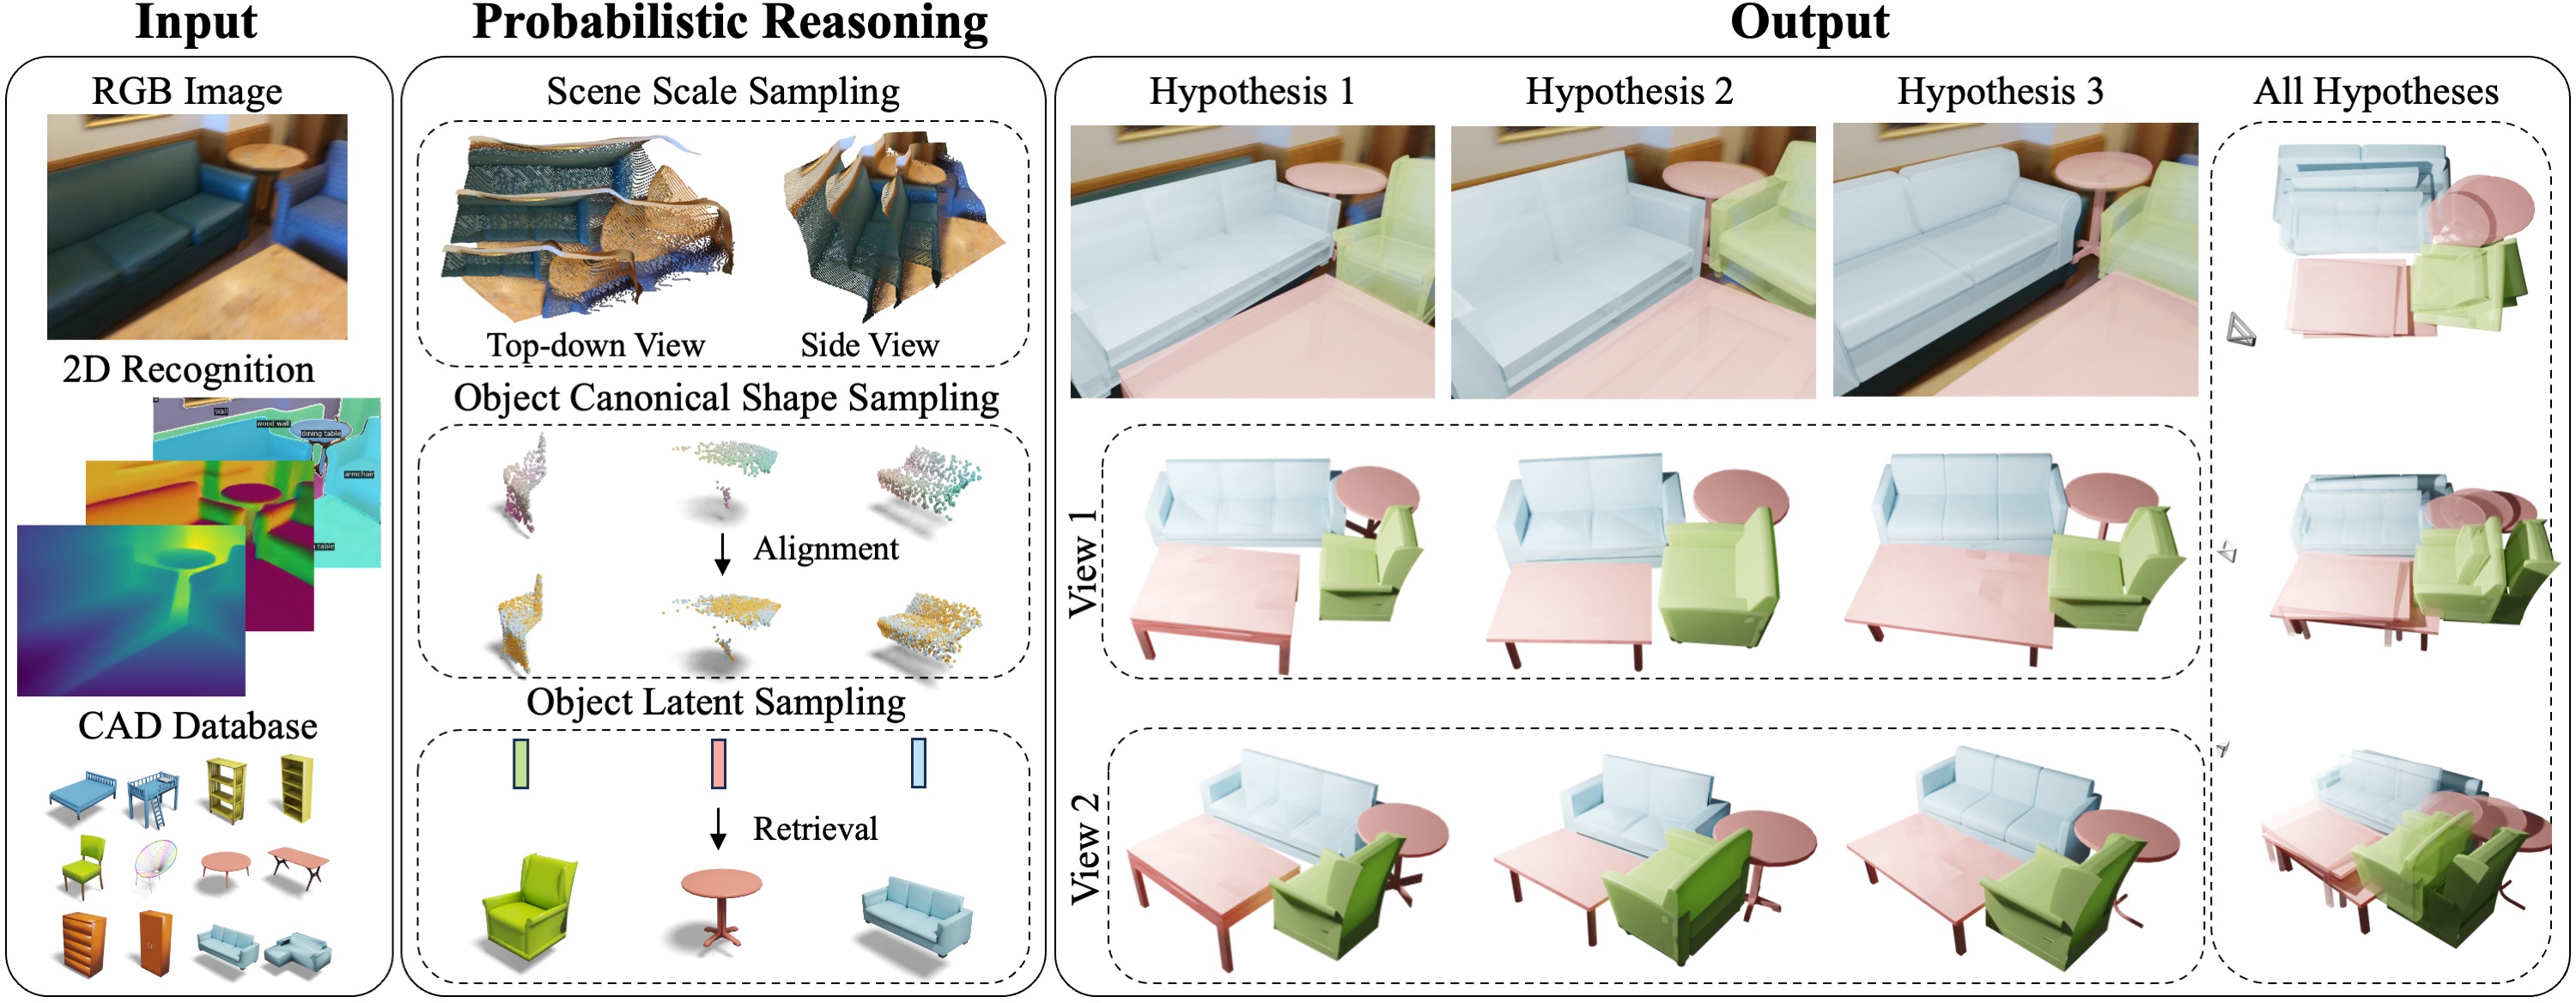 Input
RGB Image
2D Recognition
wall
wood wall
dining table
armchair
table
CAD Database
Probabilistic Reasoning
Scene Scale Sampling
Top-down View
Side View
Object Canonical Shape Sampling
Alignment
Object Latent Sampling
Retrieval
Output
Hypothesis 1
Hypothesis 2
Hypothesis 3
All Hypotheses
View 1
View 2